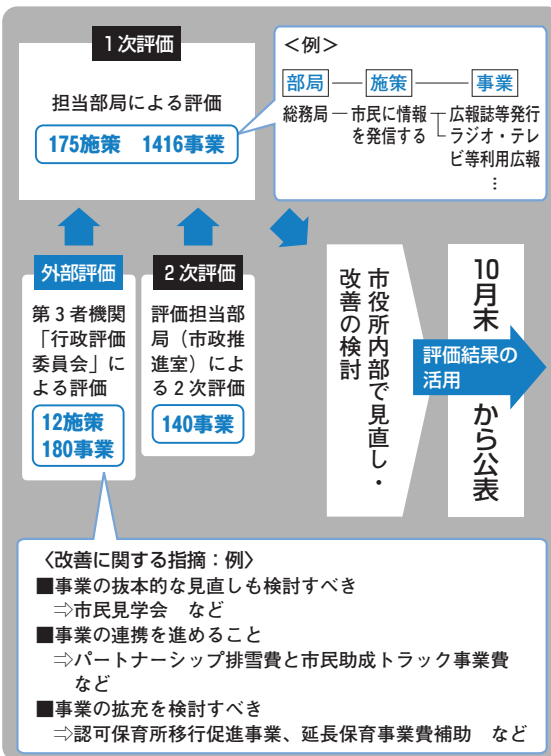 1次評価
担当部局による評価
175施策 1416事業
＜例＞
部局 ― 施策 ― 事業
総務局 ― 市民に情報を発信する
広報誌等発行
ラジオ・テレビ等利用広報
…
外部評価
第3者機関
「行政評価
委員会」に
よる評価
12施策
180事業
2次評価
評価担当部
局（市政推
進室）によ
る2次評価
140事業
市役所内部で見直し・
改善の検討
10月末から公表
評価結果の
活用
〈改善に関する指摘：例〉
■事業の抜本的な見直しも検討すべき
⇒市民見学会 など
■事業の連携を進めること
⇒パートナーシップ排雪費と市民助成トラック事業費
など
■事業の拡充を検討すべき
⇒認可保育所移行促進事業、延長保育事業費補助 など